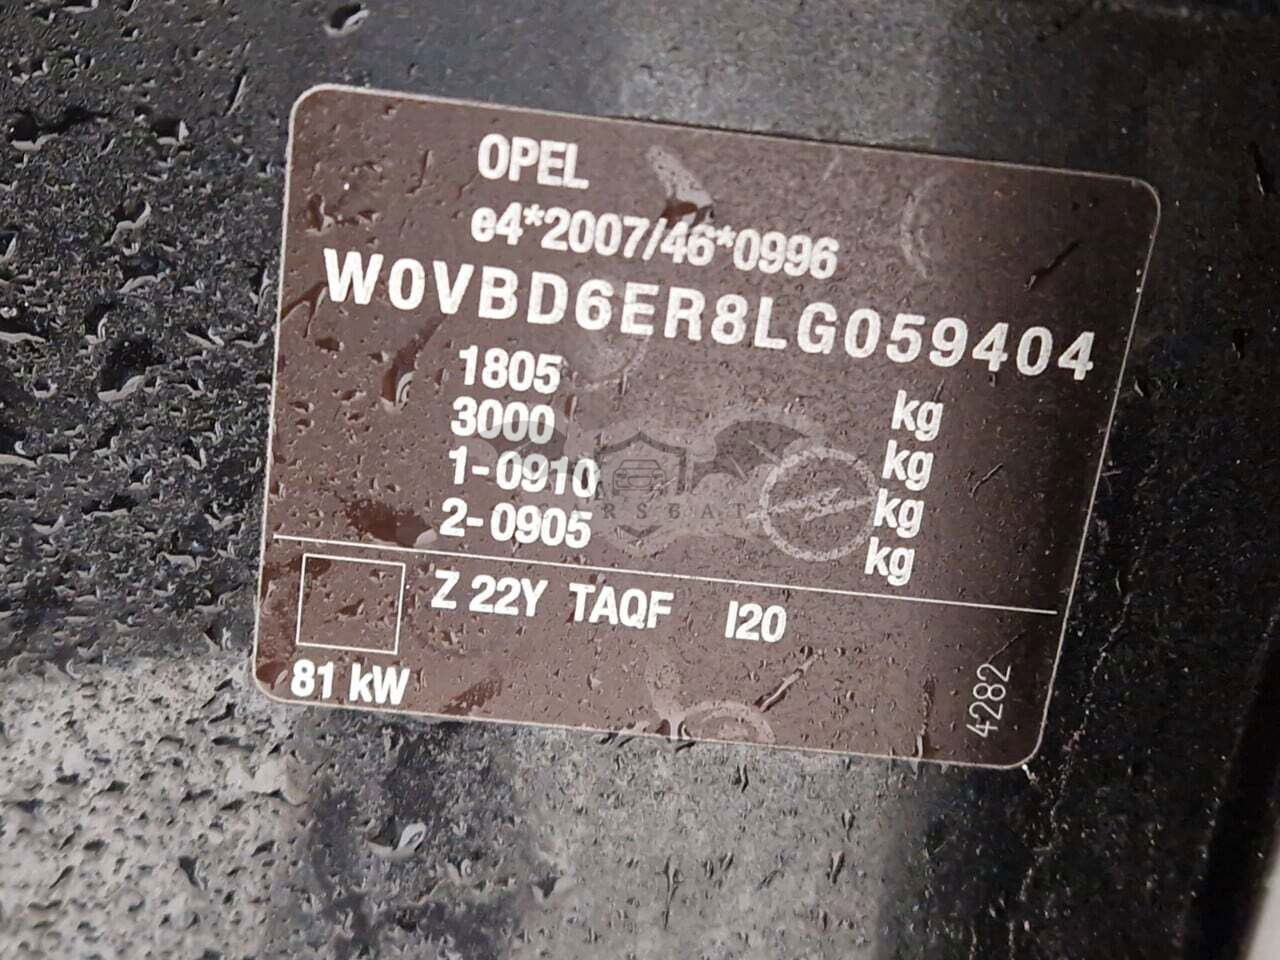 OPEL
e4*2007/46*0996
W0VBD6ER8LG059404
1805 kg
3000 kg
1-0910 kg
2-0905 kg
Z 22Y TAQF I20
81 kW
4282